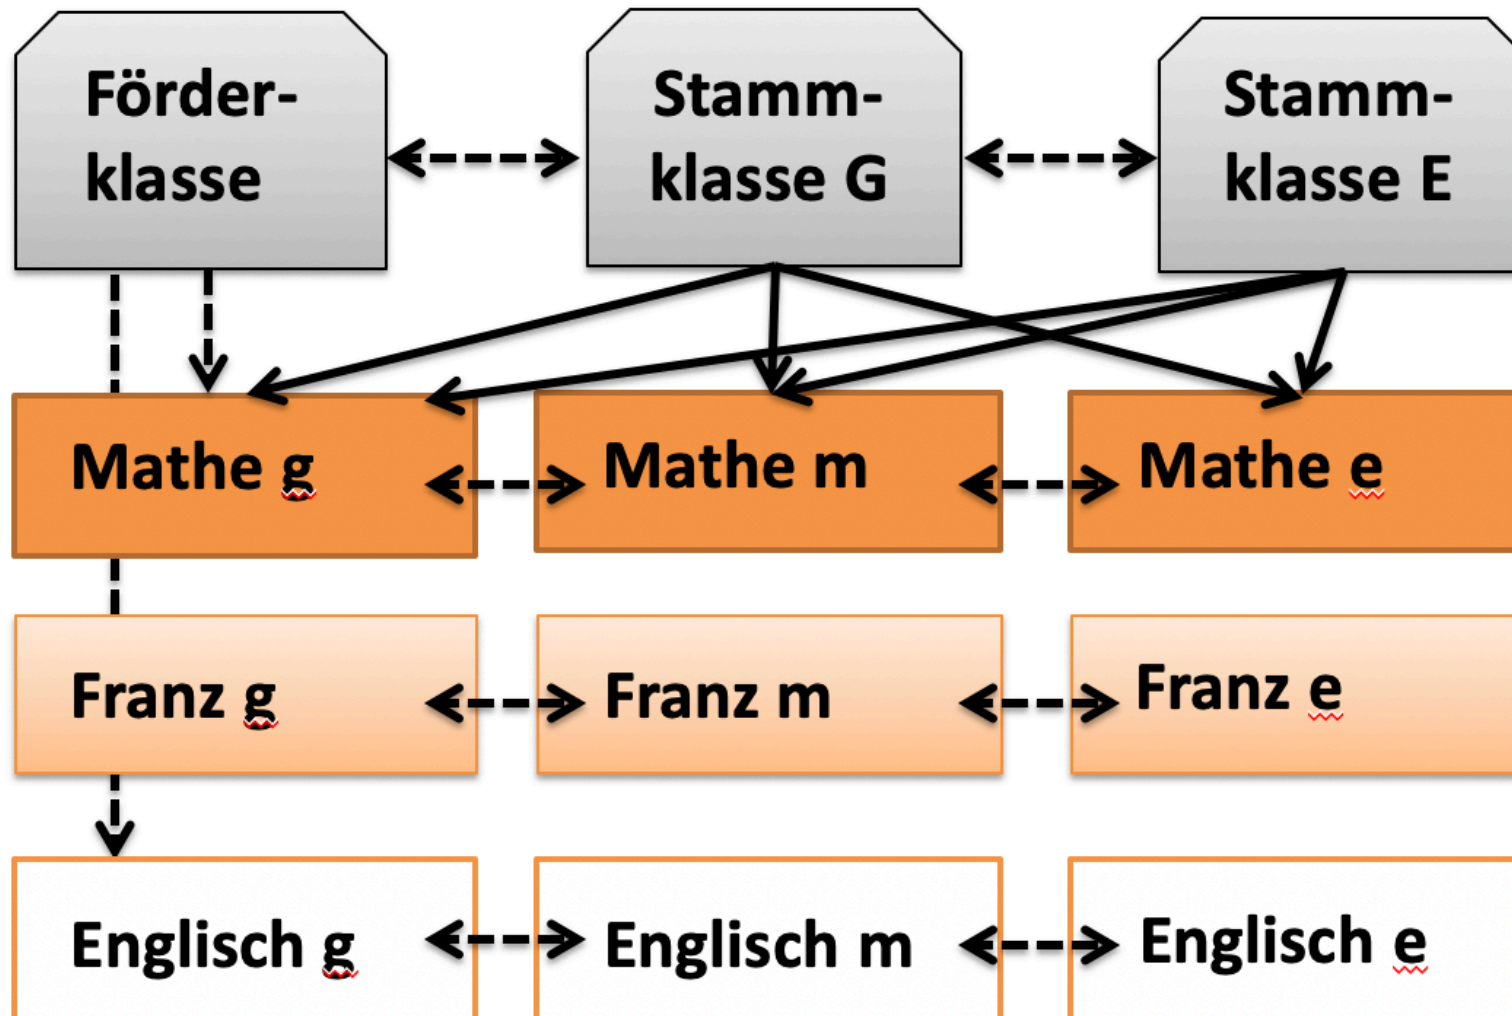 Förder-
klasse
Stamm-
klasse G
Stamm-
klasse E
Mathe g
Mathe m
Mathe e
Franz g
Franz m
Franz e
Englisch g
Englisch m
Englisch e